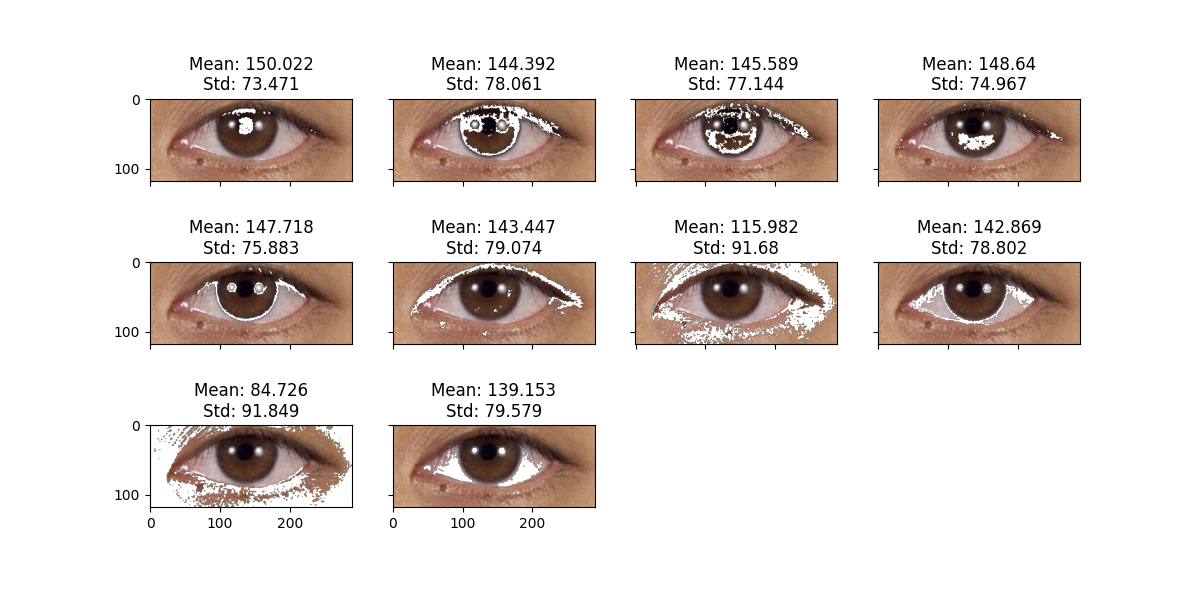 Mean: 150.022
Std: 73.471
Mean: 144.392
Std: 78.061
Mean: 145.589
Std: 77.144
Mean: 148.64
Std: 74.967
0
100
Mean: 147.718
Std: 75.883
Mean: 143.447
Std: 79.074
Mean: 115.982
Std: 91.68
Mean: 142.869
Std: 78.802
0
100
Mean: 84.726
Std: 91.849
Mean: 139.153
Std: 79.579
0
100
0 100 200
0 100 200